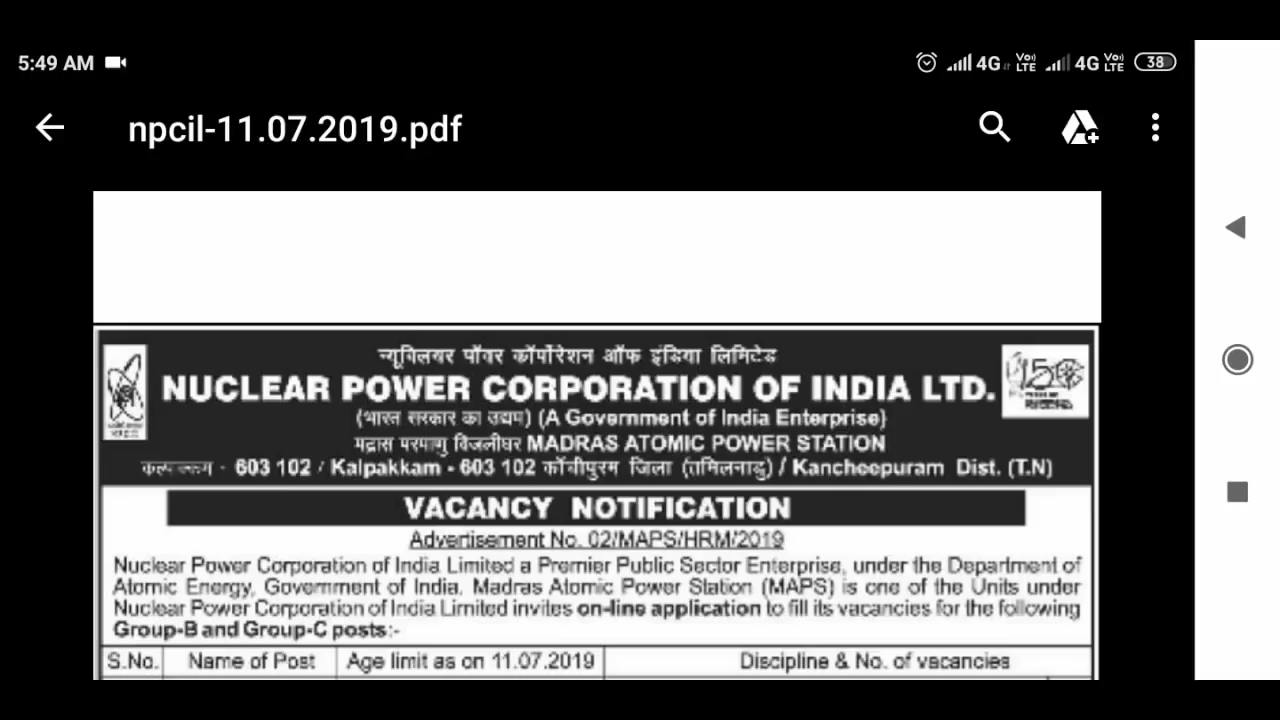 5:49 AM 4G Vo) LTE 4G Vo) LTE 38
npcil-11.07.2019.pdf
न्यूक्लियर पॉवर कॉर्पोरेशन ऑफ इंडिया लिमिटेड
NUCLEAR POWER CORPORATION OF INDIA LTD.
150
(भारत सरकार का उद्यम) (A Government of India Enterprise)
मद्रास परमाणु बिजलीघर MADRAS ATOMIC POWER STATION
- 603 102 / Kalpakkam - 603 102 काँचीपुरम जिला (तमिलनाडु) / Kancheepuram Dist. (T.N)
VACANCY NOTIFICATION
Advertisement No. 02/MAPS/HRM/2019
Nuclear Power Corporation of India Limited a Premier Public Sector Enterprise, under the Department of
Atomic Energy, Government of India, Madras Atomic Power Station (MAPS) is one of the Units under
Nuclear Power Corporation of India Limited invites on-line application to fill its vacancies for the following
Group-B and Group-C posts:-
S.No. Name of Post Age limit as on 11.07.2019 Discipline & No. of vacancies